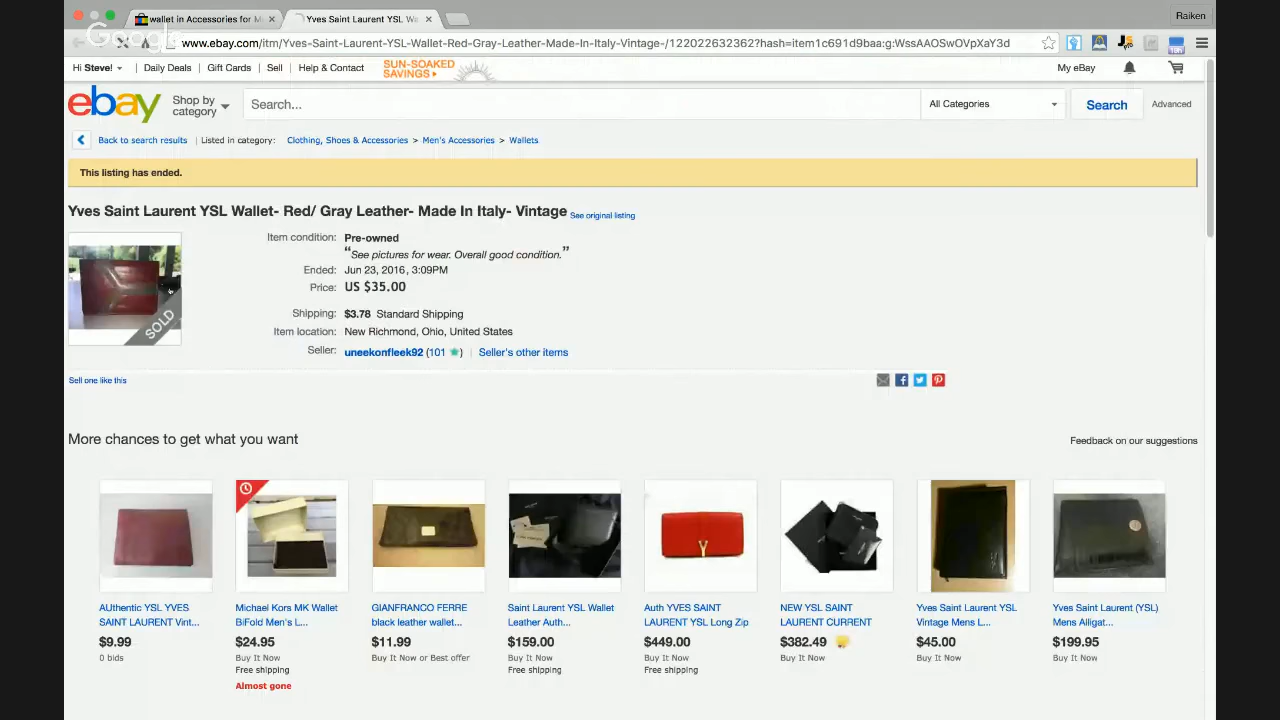 wallet in Accessories for M
Yves Saint Laurent YSL Wa
Raiken
Google
www.ebay.com/itm/Yves-Saint-Laurent-YSL-Wallet-Red-Gray-Leather-Made-In-Italy-Vintage-/122022632362?hash=item1c691d9baa:g:WssAAOSwOVpXaY3d
Hi Steve!
Daily Deals
Gift Cards
Sell
Help & Contact
SUN-SOAKED
SAVINGS
My eBay
ebay
Shop by
category
Search...
All Categories
Search
Advanced
Back to search results
Listed in category:
Clothing, Shoes & Accessories > Men's Accessories > Wallets
This listing has ended.
Yves Saint Laurent YSL Wallet- Red/ Gray Leather- Made In Italy- Vintage See original listing
SOLD
Item condition: Pre-owned
“See pictures for wear. Overall good condition.”
Ended: Jun 23, 2016, 3:09PM
Price: US $35.00
Shipping: $3.78 Standard Shipping
Item location: New Richmond, Ohio, United States
Seller: uneekonfleek92 (101 ) | Seller's other items
Sell one like this
More chances to get what you want
Feedback on our suggestions
AUthentic YSL YVES
SAINT LAURENT Vint...
$9.99
0 bids
Michael Kors MK Wallet
BiFold Men's L...
$24.95
Buy It Now
Free shipping
Almost gone
GIANFRANCO FERRE
black leather wallet...
$11.99
Buy It Now or Best offer
Saint Laurent YSL Wallet
Leather Auth...
$159.00
Buy It Now
Free shipping
Auth YVES SAINT
LAURENT YSL Long Zip
$449.00
Buy It Now
Free shipping
NEW YSL SAINT
LAURENT CURRENT
$382.49
Buy It Now
Yves Saint Laurent YSL
Vintage Mens L...
$45.00
Buy It Now
Yves Saint Laurent (YSL)
Mens Alligat...
$199.95
Buy It Now